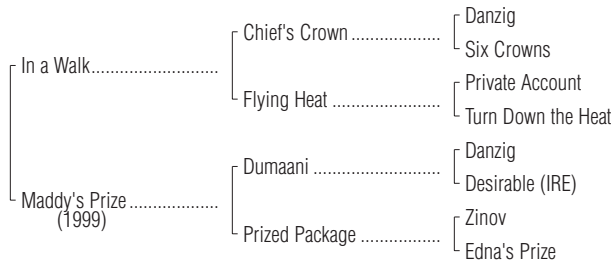 Danzig
Chief's Crown ......................
Six Crowns
In a Walk..........................
Private Account
Flying Heat ..........................
Turn Down the Heat
Danzig
Dumaani ..............................
Desirable (IRE)
Maddy's Prize ..................
(1999)
Zinov
Prized Package ...................
Edna's Prize